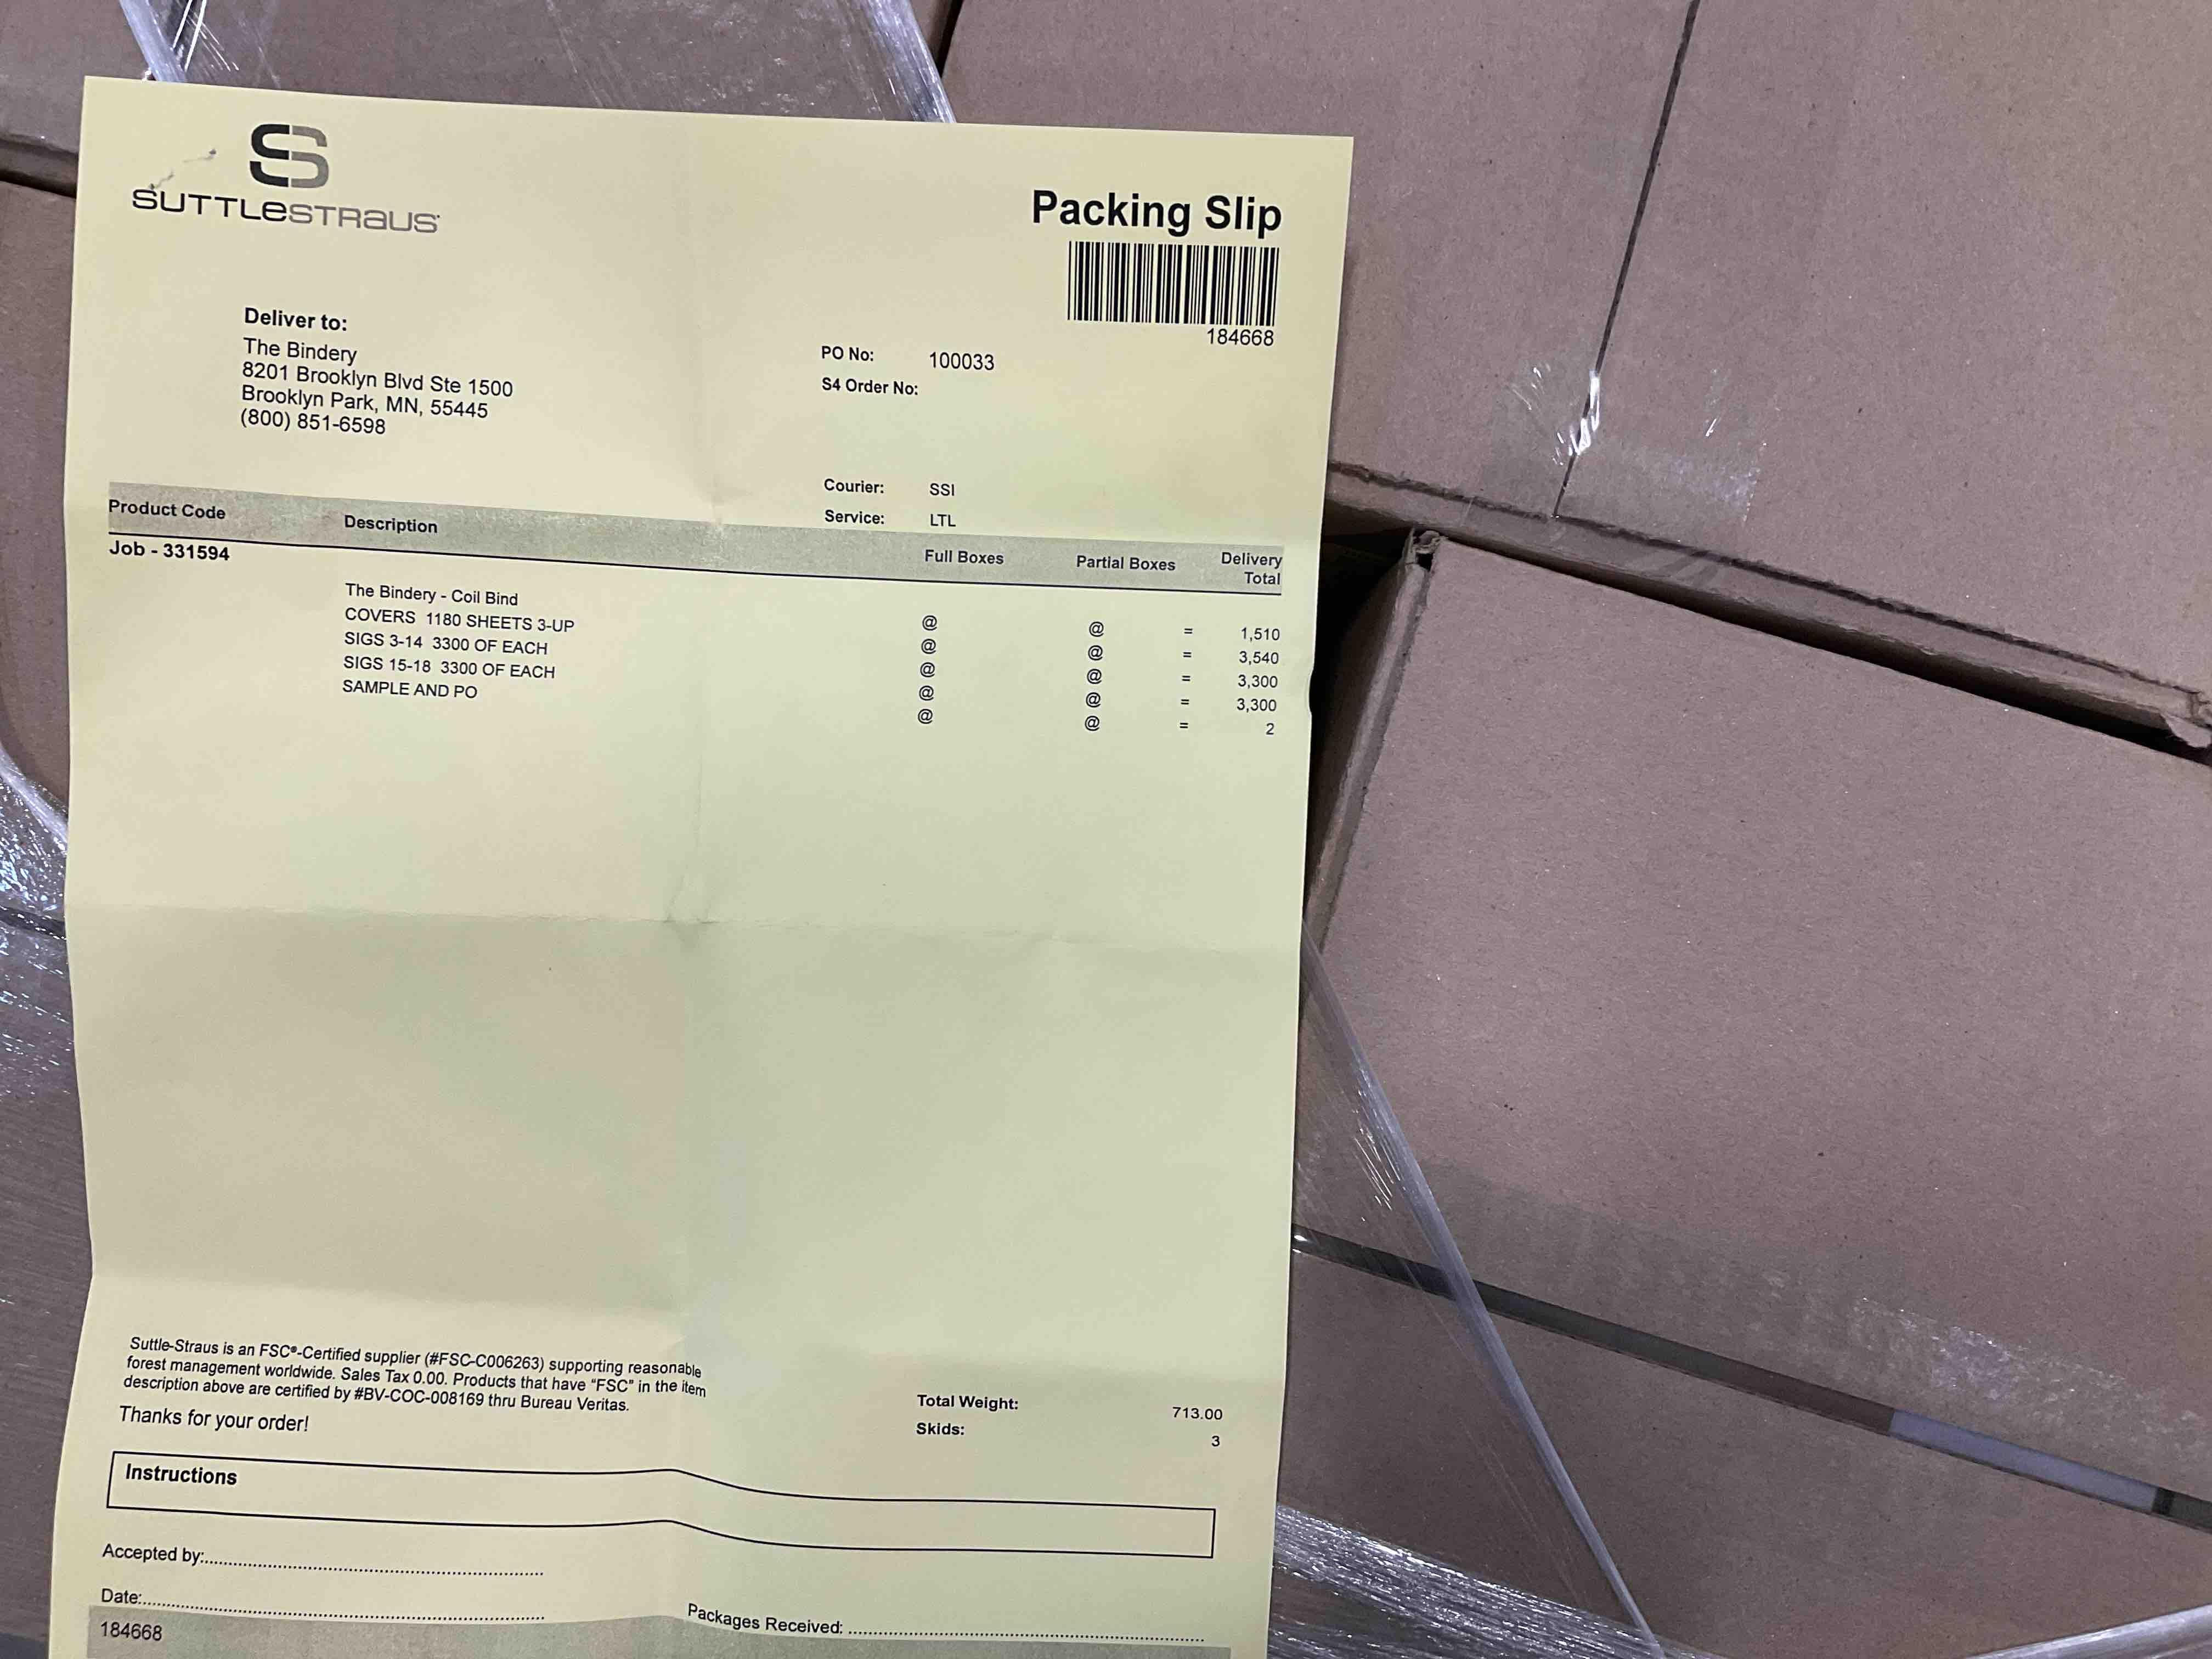 SUTTLESTRAUS
Packing Slip
184668
Deliver to:
The Bindery
8201 Brooklyn Blvd Ste 1500
Brooklyn Park, MN, 55445
(800) 851-6598
PO No: 100033
S4 Order No:
Courier: SSI
Service: LTL
Product Code Description Full Boxes Partial Boxes Delivery Total
Job - 331594
The Bindery - Coil Bind @ @ = 1,510
COVERS 1180 SHEETS 3-UP @ @ = 3,540
SIGS 3-14 3300 OF EACH @ @ = 3,300
SIGS 15-18 3300 OF EACH @ @ = 3,300
SAMPLE AND PO @ @ = 2
Suttle-Straus is an FSC®-Certified supplier (#FSC-C006263) supporting reasonable
forest management worldwide. Sales Tax 0.00. Products that have “FSC” in the item
description above are certified by #BV-COC-008169 thru Bureau Veritas.
Thanks for your order!
Total Weight: 713.00
Skids: 3
Instructions
Accepted by:
Date:
Packages Received:
184668